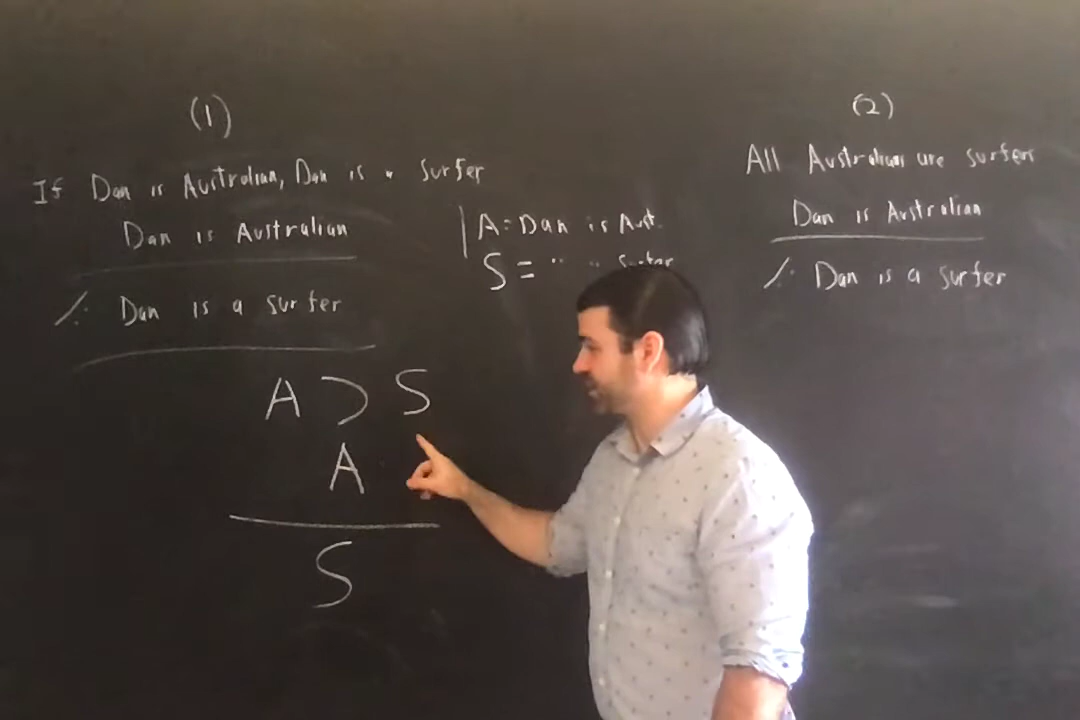 (1)
If Dan is Australian, Dan is a surfer
Dan is Australian
∴ Dan is a surfer
A ⊃ S
A
S
A = Dan is Aust.
S = " " surfer
(2)
All Australians are surfers
Dan is Australian
∴ Dan is a surfer